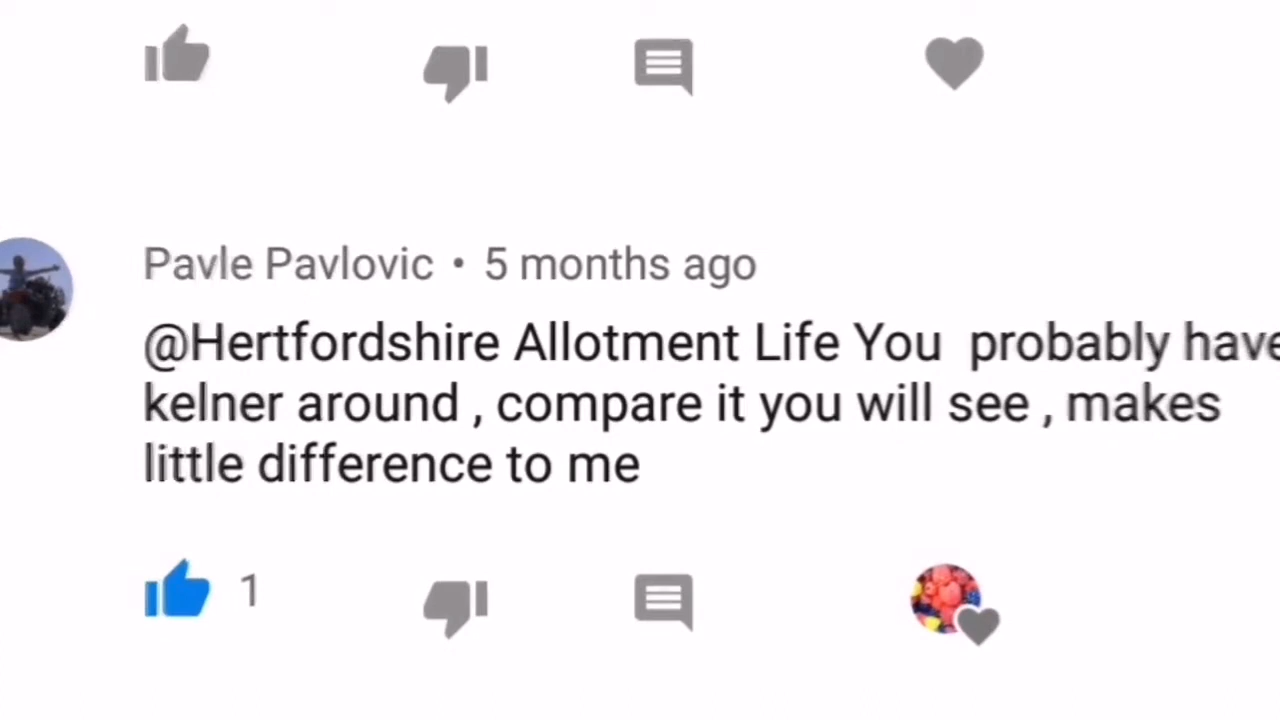 Pavle Pavlovic • 5 months ago
@Hertfordshire Allotment Life You probably have
kelner around , compare it you will see , makes
little difference to me
1